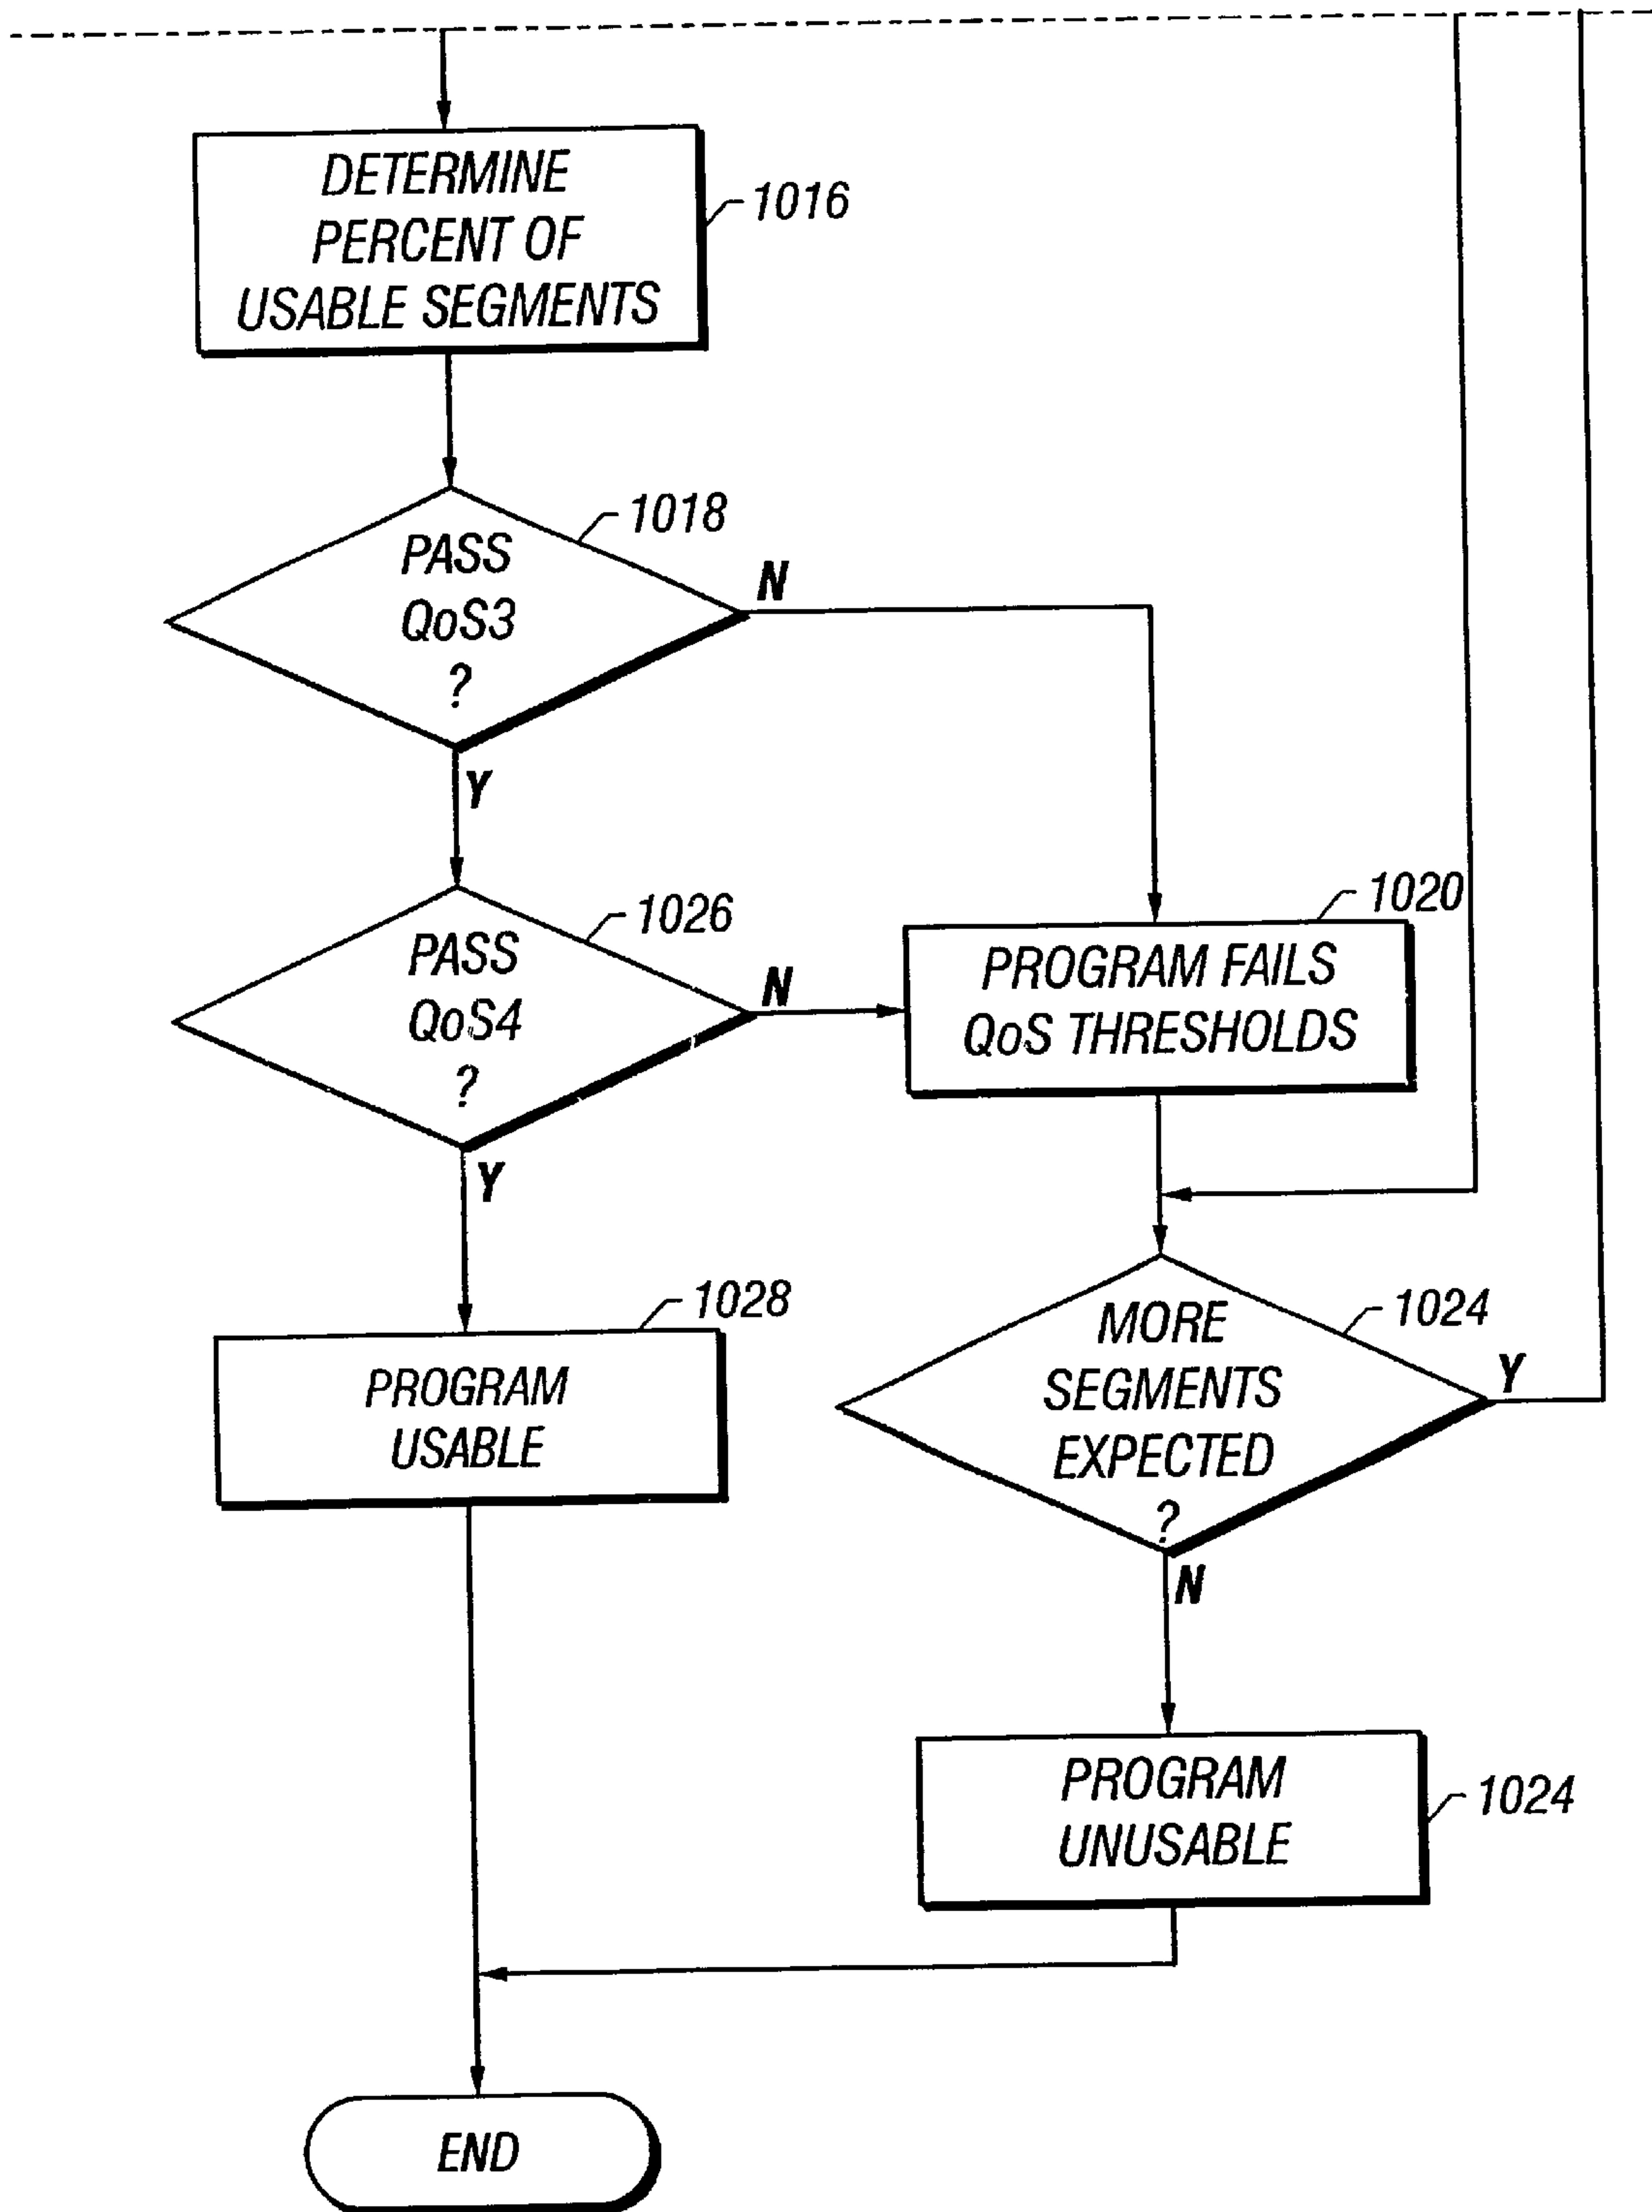 DETERMINE
PERCENT OF
USABLE SEGMENTS
1016
PASS
QoS3
?
1018
N
Y
PASS
QoS4
?
1026
N
Y
PROGRAM FAILS
QoS THRESHOLDS
1020
PROGRAM
USABLE
1028
MORE
SEGMENTS
EXPECTED
?
1024
Y
N
PROGRAM
UNUSABLE
1024
END